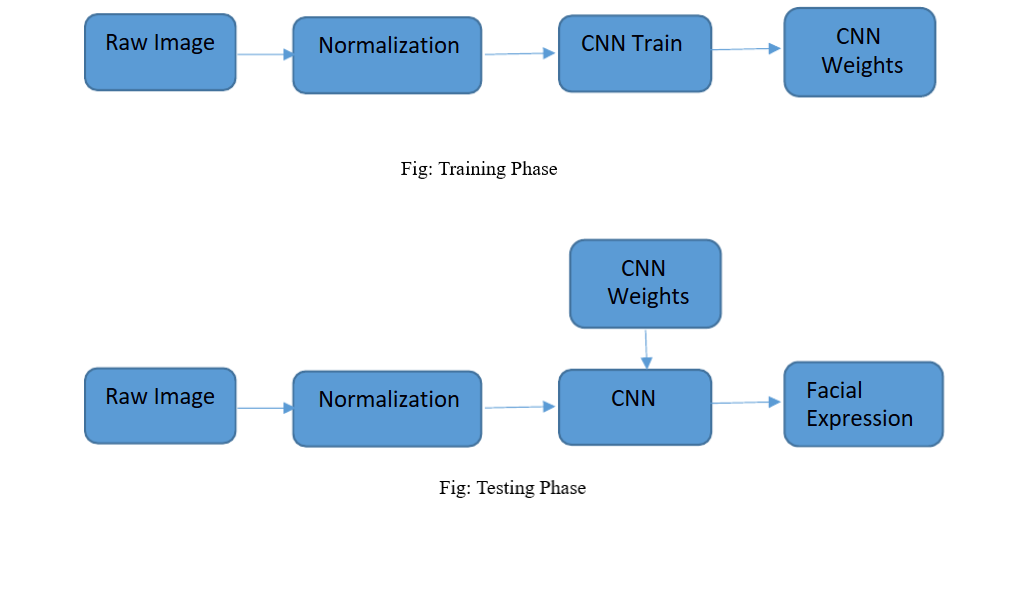 Raw Image
Normalization
CNN Train
CNN
Weights
Fig: Training Phase
CNN
Weights
Raw Image
Normalization
CNN
Facial
Expression
Fig: Testing Phase